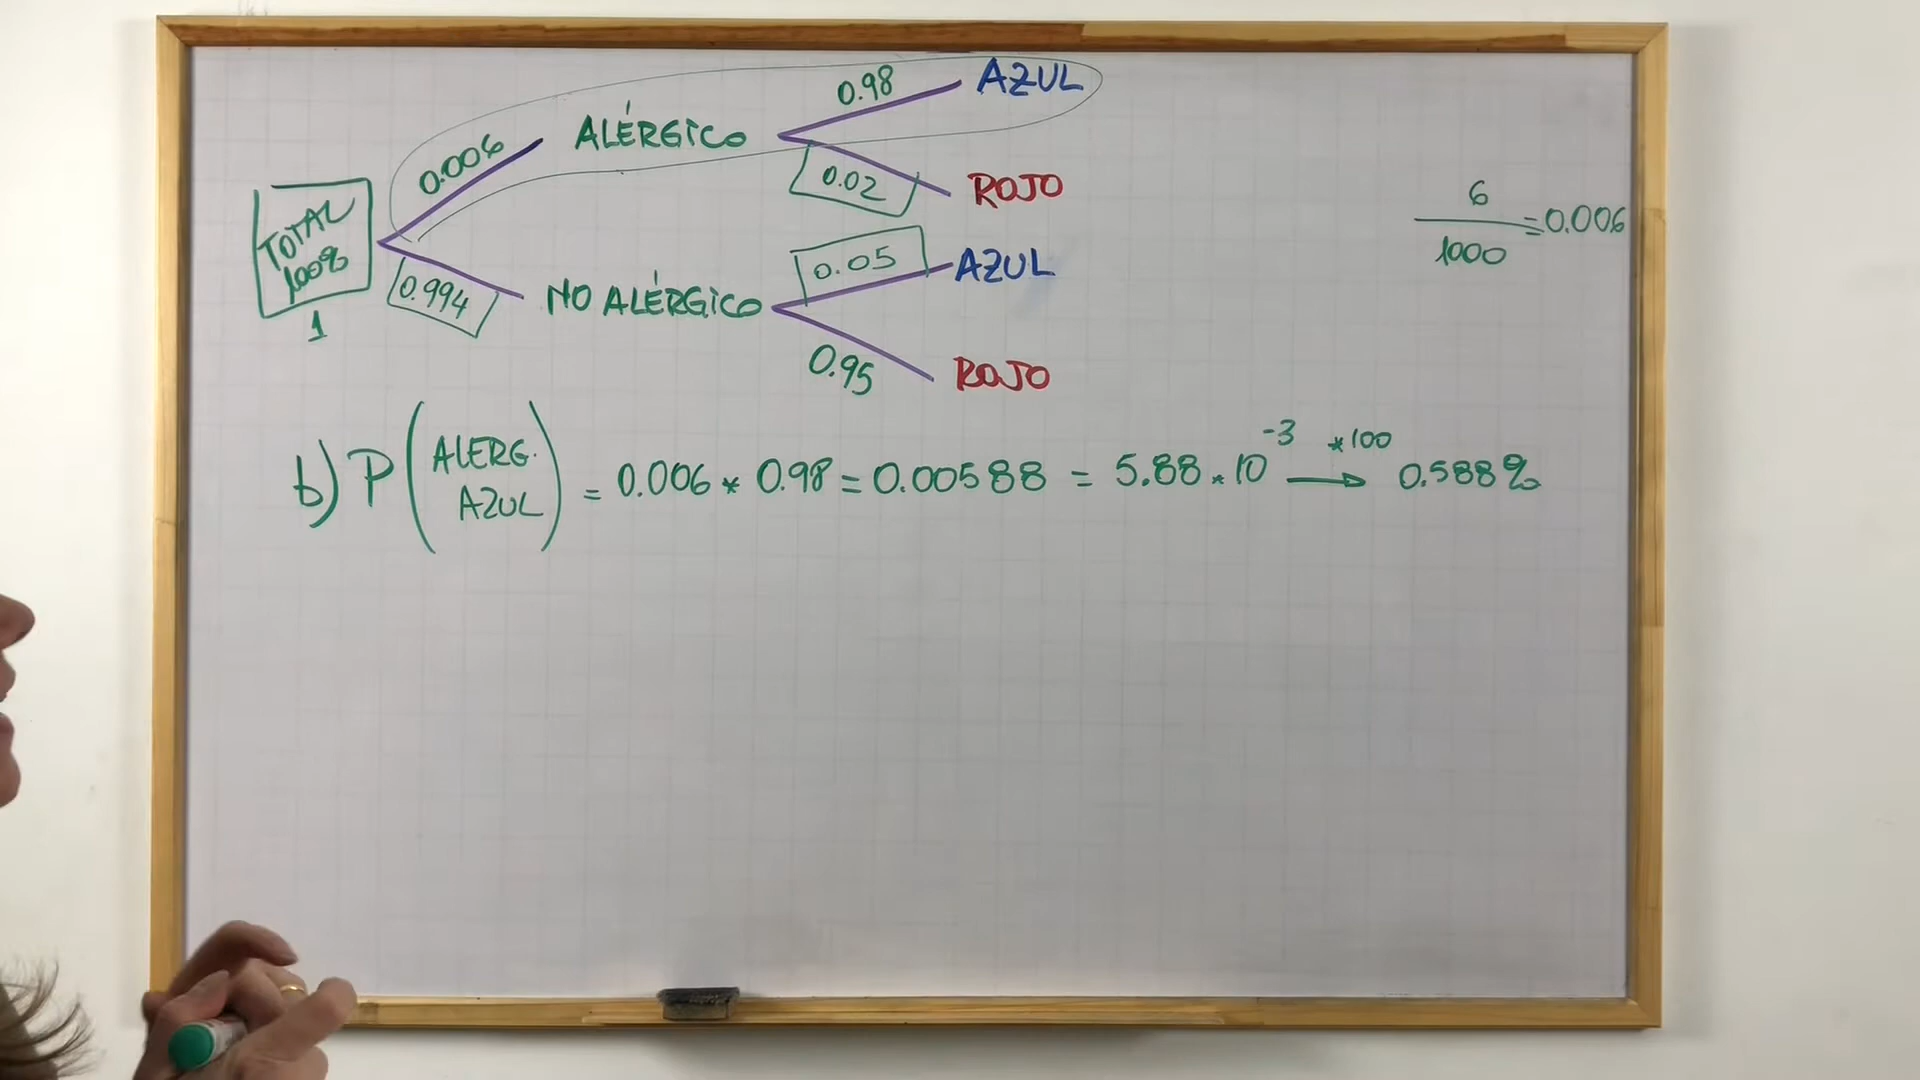 0.98 AZUL
0.006 ALÉRGICO
0.02 ROJO
TOTAL
100%
1
0.994 NO ALÉRGICO
0.05 AZUL
0.95 ROJO
6
1000
=0.006
b) P(ALERG. AZUL) = 0.006 * 0.98 = 0.00588 = 5.88 * 10^-3 *100 → 0.588%